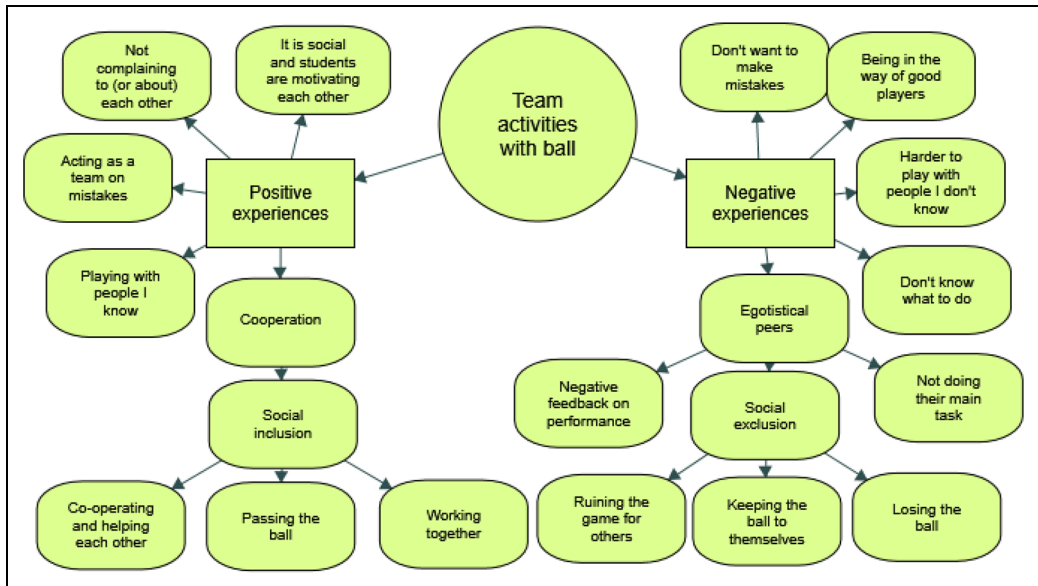 Team
activities
with ball
Positive
experiences
Not
complaining
to (or about)
each other
It is social
and students
are motivating
each other
Acting as a
team on
mistakes
Playing with
people I
know
Cooperation
Social
inclusion
Co-operating
and helping
each other
Passing the
ball
Working
together
Negative
experiences
Don't want to
make
mistakes
Being in the
way of good
players
Harder to
play with
people I don't
know
Don't know
what to do
Egotistical
peers
Negative
feedback on
performance
Social
exclusion
Not doing
their main
task
Ruining the
game for
others
Keeping the
ball to
themselves
Losing the
ball